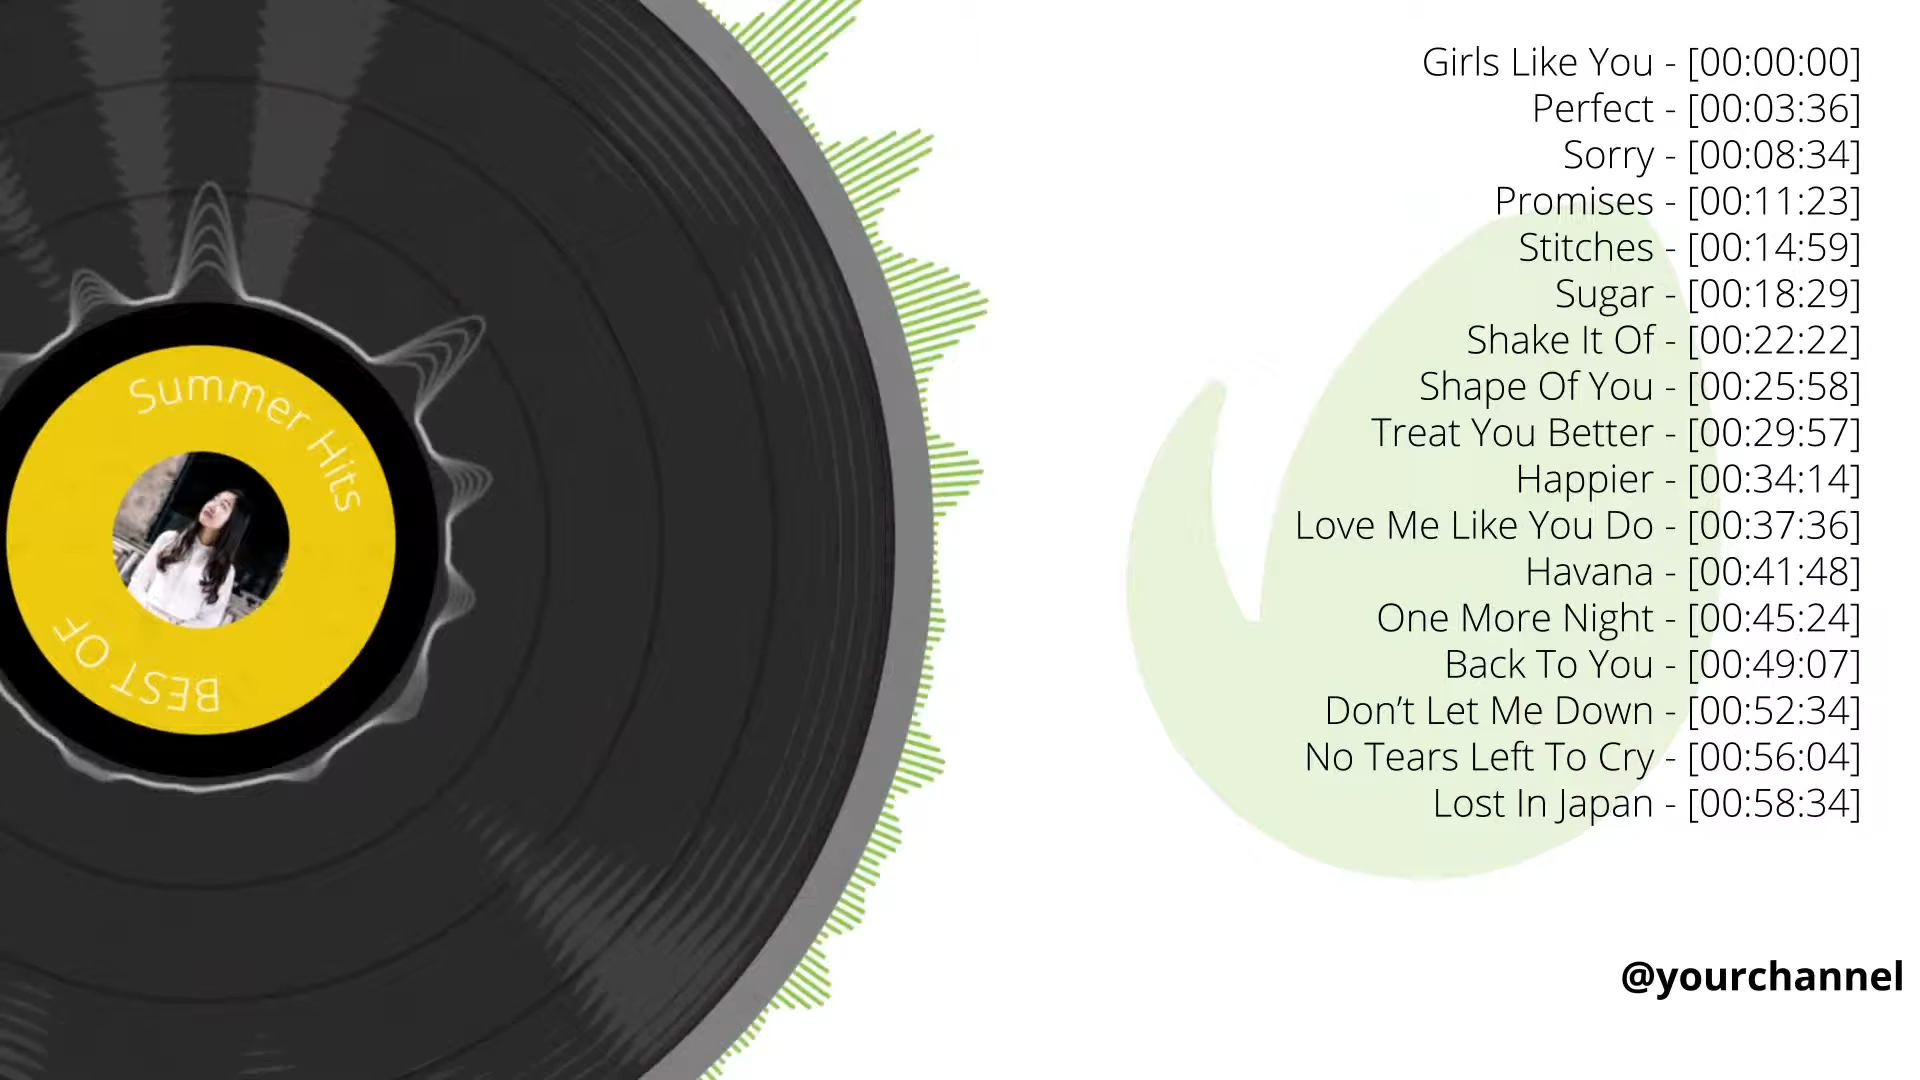 Summer Hits
BEST OF
Girls Like You - [00:00:00]
Perfect - [00:03:36]
Sorry - [00:08:34]
Promises - [00:11:23]
Stitches - [00:14:59]
Sugar - [00:18:29]
Shake It Of - [00:22:22]
Shape Of You - [00:25:58]
Treat You Better - [00:29:57]
Happier - [00:34:14]
Love Me Like You Do - [00:37:36]
Havana - [00:41:48]
One More Night - [00:45:24]
Back To You - [00:49:07]
Don’t Let Me Down - [00:52:34]
No Tears Left To Cry - [00:56:04]
Lost In Japan - [00:58:34]
@yourchannel